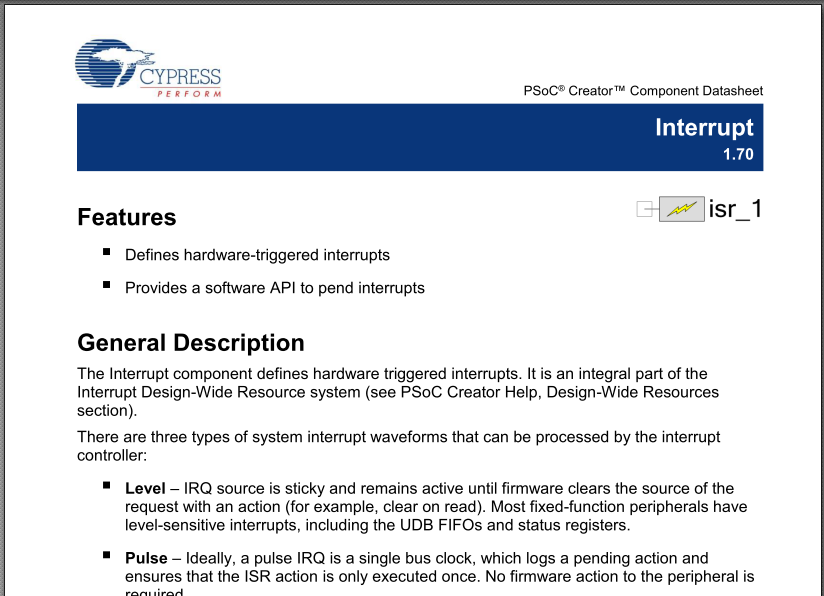 CYPRESS
PERFORM
PSoC® Creator™ Component Datasheet
Interrupt
1.70
isr_1
Features
■ Defines hardware-triggered interrupts
■ Provides a software API to pend interrupts
General Description
The Interrupt component defines hardware triggered interrupts. It is an integral part of the
Interrupt Design-Wide Resource system (see PSoC Creator Help, Design-Wide Resources
section).
There are three types of system interrupt waveforms that can be processed by the interrupt
controller:
■ Level – IRQ source is sticky and remains active until firmware clears the source of the
request with an action (for example, clear on read). Most fixed-function peripherals have
level-sensitive interrupts, including the UDB FIFOs and status registers.
■ Pulse – Ideally, a pulse IRQ is a single bus clock, which logs a pending action and
ensures that the ISR action is only executed once. No firmware action to the peripheral is
required.